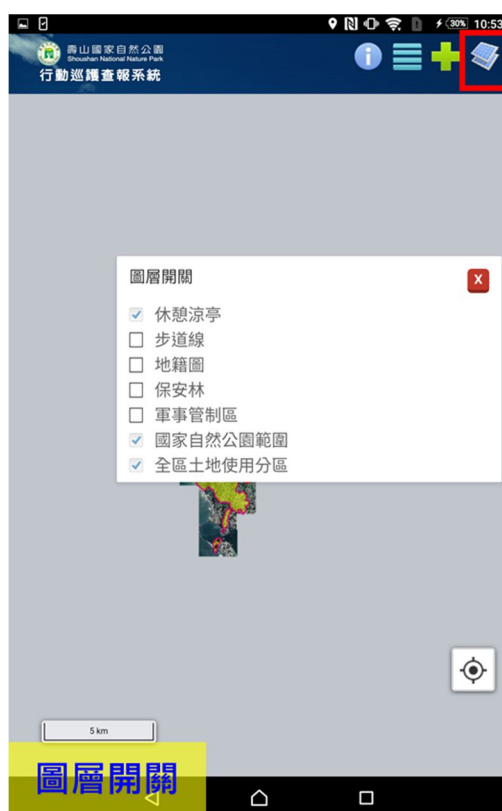 30% 10:53
壽山國家自然公園
Shoushan National Nature Park
行動巡護查報系統
圖層開關
X
休憩涼亭
步道線
地籍圖
保安林
軍事管制區
國家自然公園範圍
全區土地使用分區
5 km
圖層開關